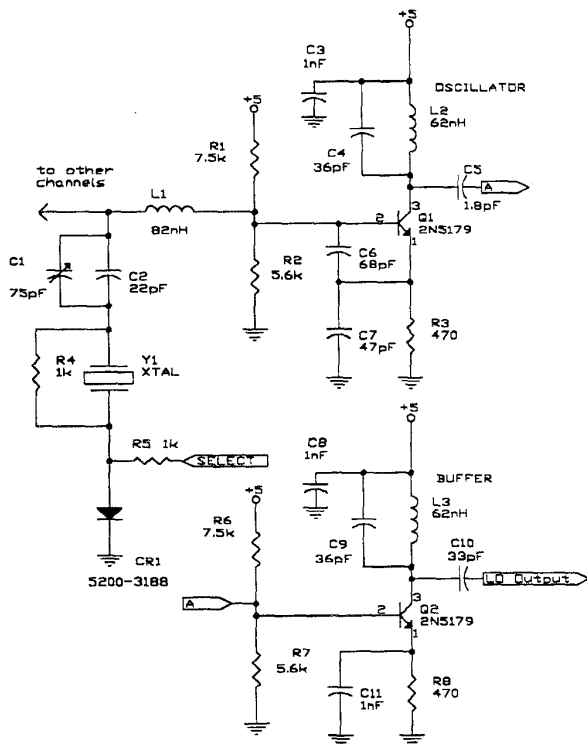 +5
C3
1nF
OSCILLATOR
L2
62nH
C4
36pF
+5
R1
7.5k
to other
channels
L1
82nH
C5
1.8pF
A
3
2
Q1
2N5179
1
C1
75pF
C2
22pF
R2
5.6k
C6
68pF
C7
47pF
R3
470
R4
1k
Y1
XTAL
R5 1k
SELECT
+5
C8
1nF
BUFFER
L3
62nH
+5
R6
7.5k
C9
36pF
C10
33pF
LO Output
CR1
5200-3188
A
3
2
Q2
2N5179
1
R7
5.6k
C11
1nF
R8
470